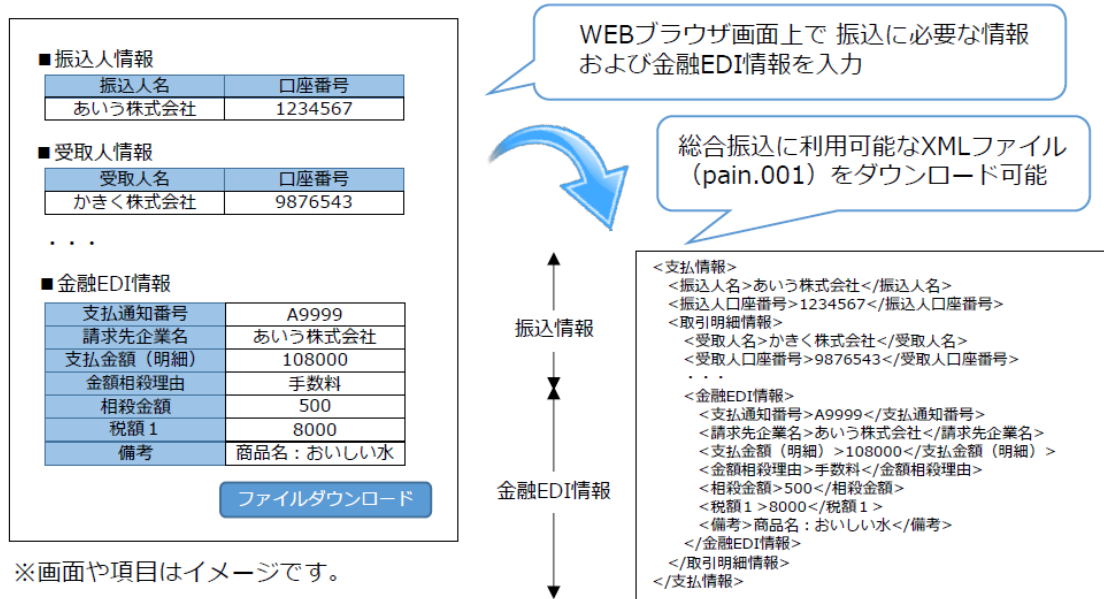 ■振込人情報
振込人名 口座番号
あいう株式会社 1234567
■受取人情報
受取人名 口座番号
かきく株式会社 9876543
・・・
■金融EDI情報
支払通知番号 A9999
請求先企業名 あいう株式会社
支払金額（明細） 108000
金額相殺理由 手数料
相殺金額 500
税額１ 8000
備考 商品名：おいしい水
ファイルダウンロード
※画面や項目はイメージです。
WEBブラウザ画面上で 振込に必要な情報
および金融EDI情報を入力
総合振込に利用可能なXMLファイル
（pain.001）をダウンロード可能
振込情報
金融EDI情報
<支払情報>
<振込人名>あいう株式会社</振込人名>
<振込人口座番号>1234567</振込人口座番号>
<取引明細情報>
<受取人名>かきく株式会社</受取人名>
<受取人口座番号>9876543</受取人口座番号>
・・・
<金融EDI情報>
<支払通知番号>A9999</支払通知番号>
<請求先企業名>あいう株式会社</請求先企業名>
<支払金額（明細）>108000</支払金額（明細）>
<金額相殺理由>手数料</金額相殺理由>
<相殺金額>500</相殺金額>
<税額１>8000</税額１>
<備考>商品名：おいしい水</備考>
</金融EDI情報>
</取引明細情報>
</支払情報>